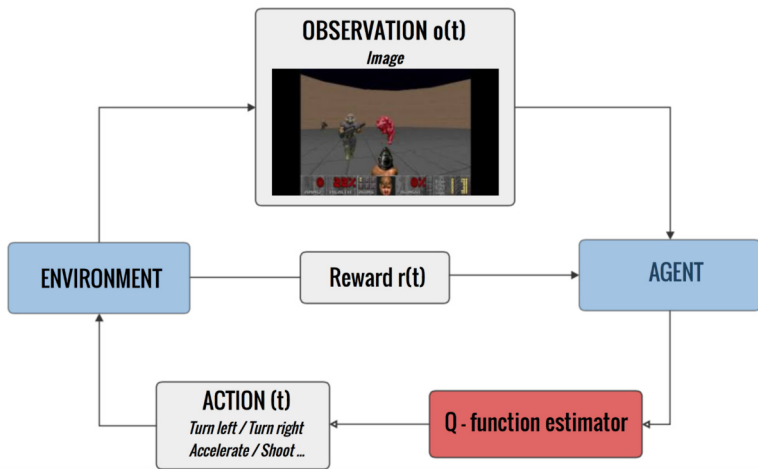 OBSERVATION o(t)
Image
ENVIRONMENT
Reward r(t)
AGENT
ACTION (t)
Turn left / Turn right
Accelerate / Shoot ...
Q - function estimator